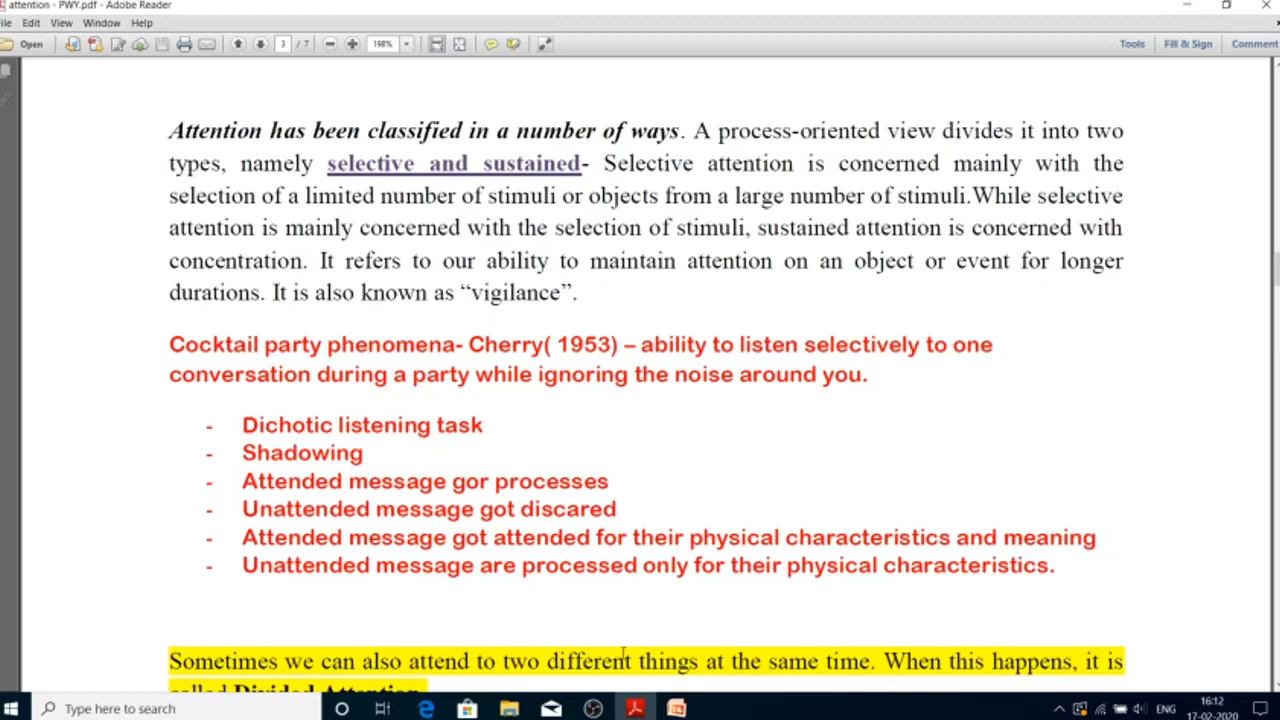 attention - PWY.pdf - Adobe Reader
File Edit View Window Help
Open 3 / 7 198% Tools Fill & Sign Comment
Attention has been classified in a number of ways. A process-oriented view divides it into two
types, namely selective and sustained- Selective attention is concerned mainly with the
selection of a limited number of stimuli or objects from a large number of stimuli.While selective
attention is mainly concerned with the selection of stimuli, sustained attention is concerned with
concentration. It refers to our ability to maintain attention on an object or event for longer
durations. It is also known as “vigilance”.
Cocktail party phenomena- Cherry( 1953) – ability to listen selectively to one
conversation during a party while ignoring the noise around you.
- Dichotic listening task
- Shadowing
- Attended message gor processes
- Unattended message got discared
- Attended message got attended for their physical characteristics and meaning
- Unattended message are processed only for their physical characteristics.
Sometimes we can also attend to two different things at the same time. When this happens, it is
called Divided Attention
Type here to search
ENG
16:12
17-02-2020